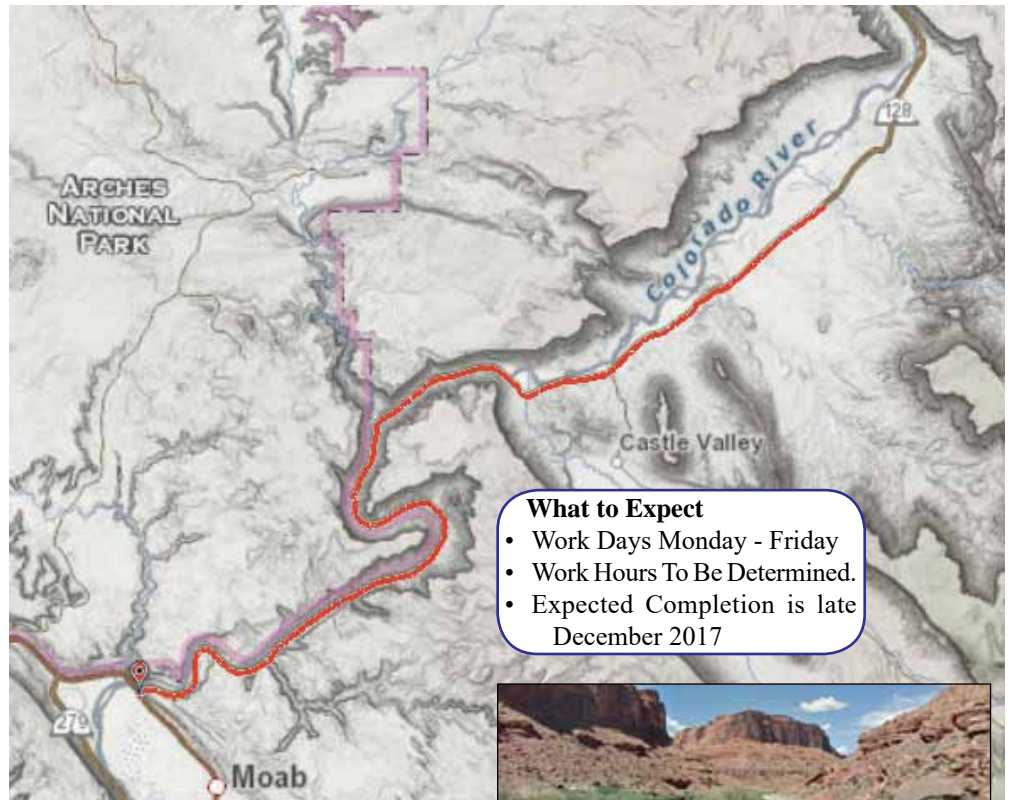 128
Colorado River
ARCHES
NATIONAL
PARK
Castle Valley
What to Expect
• Work Days Monday - Friday
• Work Hours To Be Determined.
• Expected Completion is late
December 2017
279
Moab